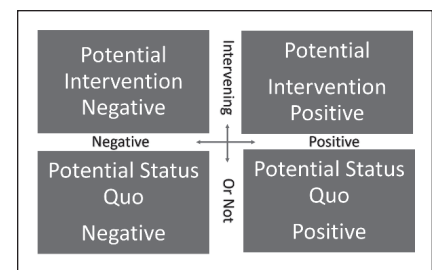 Potential
Intervention
Negative
Intervening
Potential
Intervention
Positive
Negative
Positive
Potential Status
Quo
Negative
Or Not
Potential Status
Quo
Positive